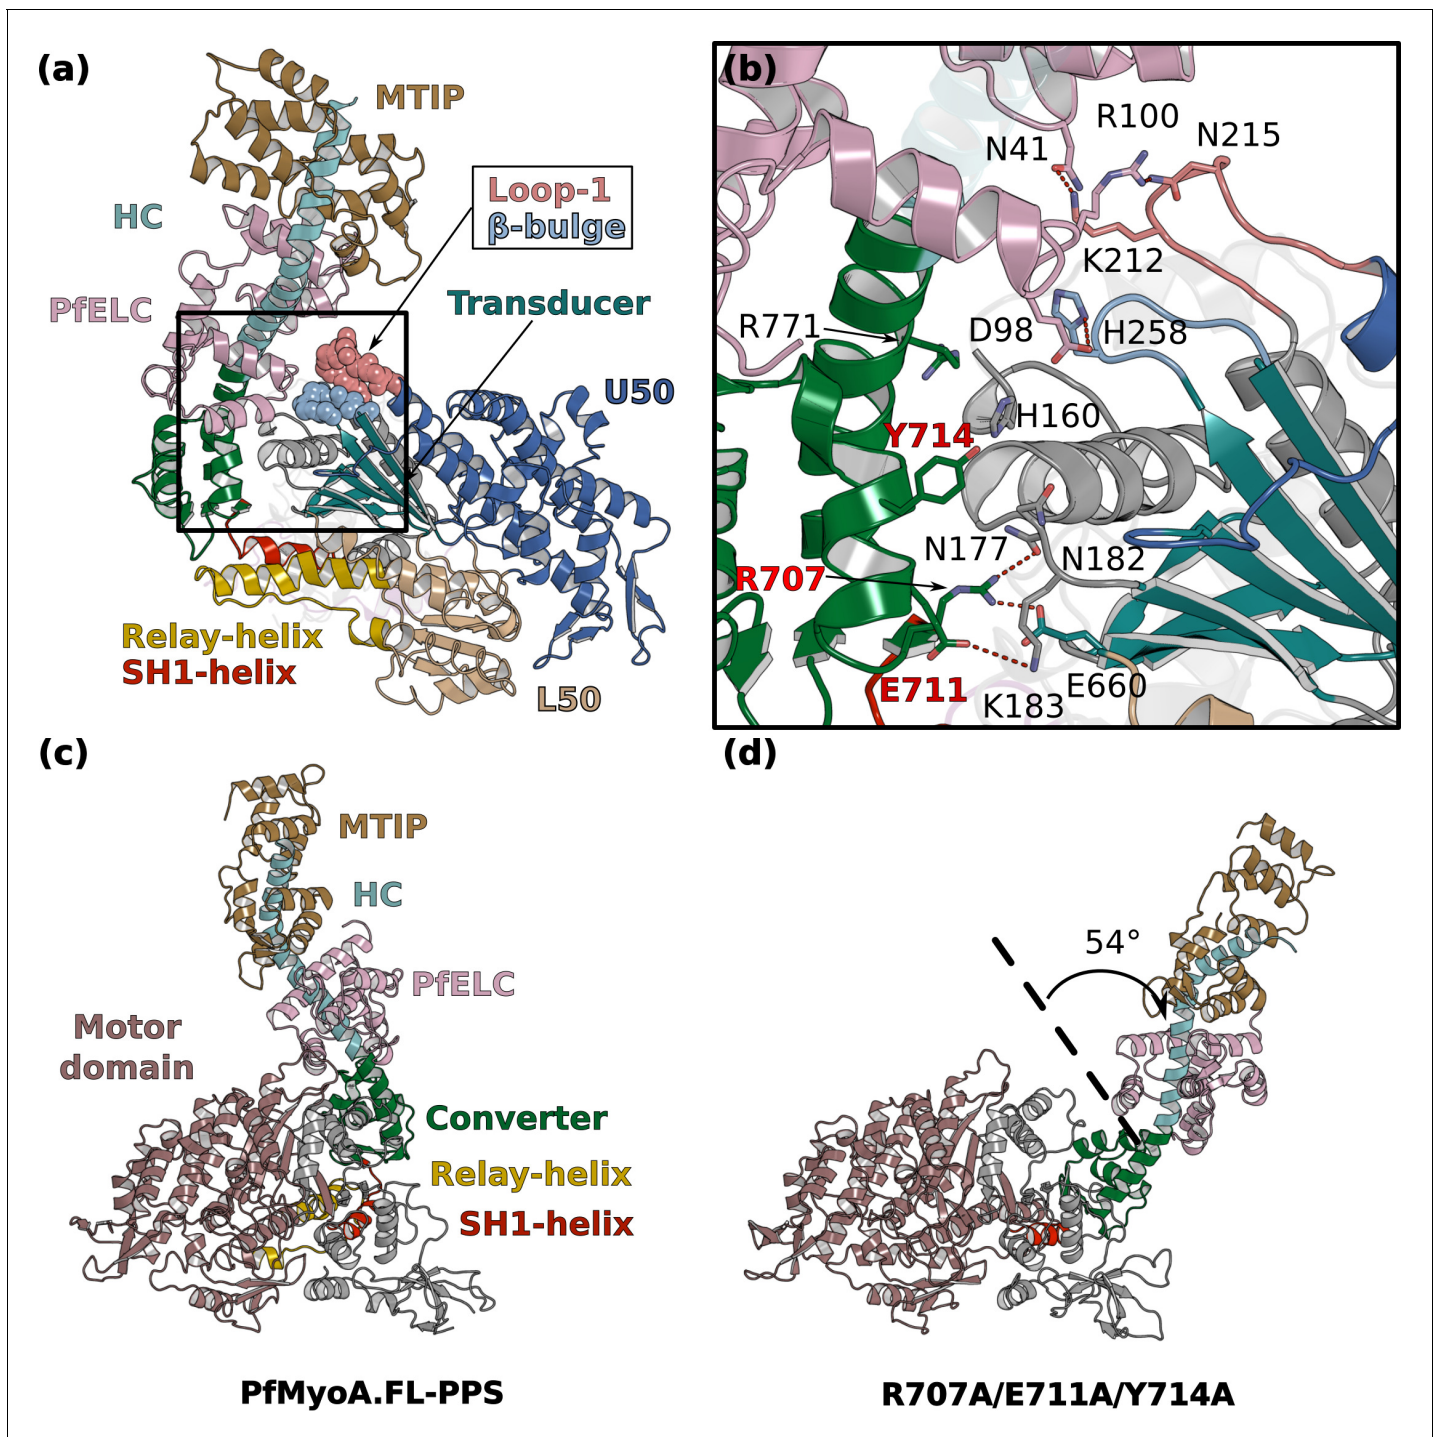 (a)
MTIP
HC
Loop-1
β-bulge
PfELC
Transducer
U50
Relay-helix
SH1-helix
L50
(b)
R100
N41
N215
K212
R771
D98
H258
H160
Y714
N177
N182
R707
E711
E660
K183
(c)
MTIP
HC
PfELC
Motor
domain
Converter
Relay-helix
SH1-helix
PfMyoA.FL-PPS
(d)
54°
R707A/E711A/Y714A